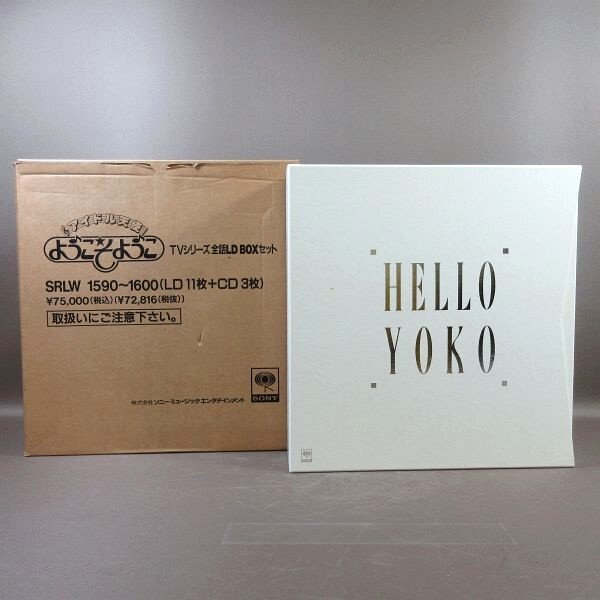 アイドル天使
ようこそようこ
TVシリーズ全話LD BOXセット
SRLW 1590〜1600(LD 11枚+CD 3枚)
¥75,000(税込)(¥72,816(税抜))
取扱いにご注意下さい。
SONY
株式会社 ソニー・ミュージックエンタテインメント
HELLO
YOKO